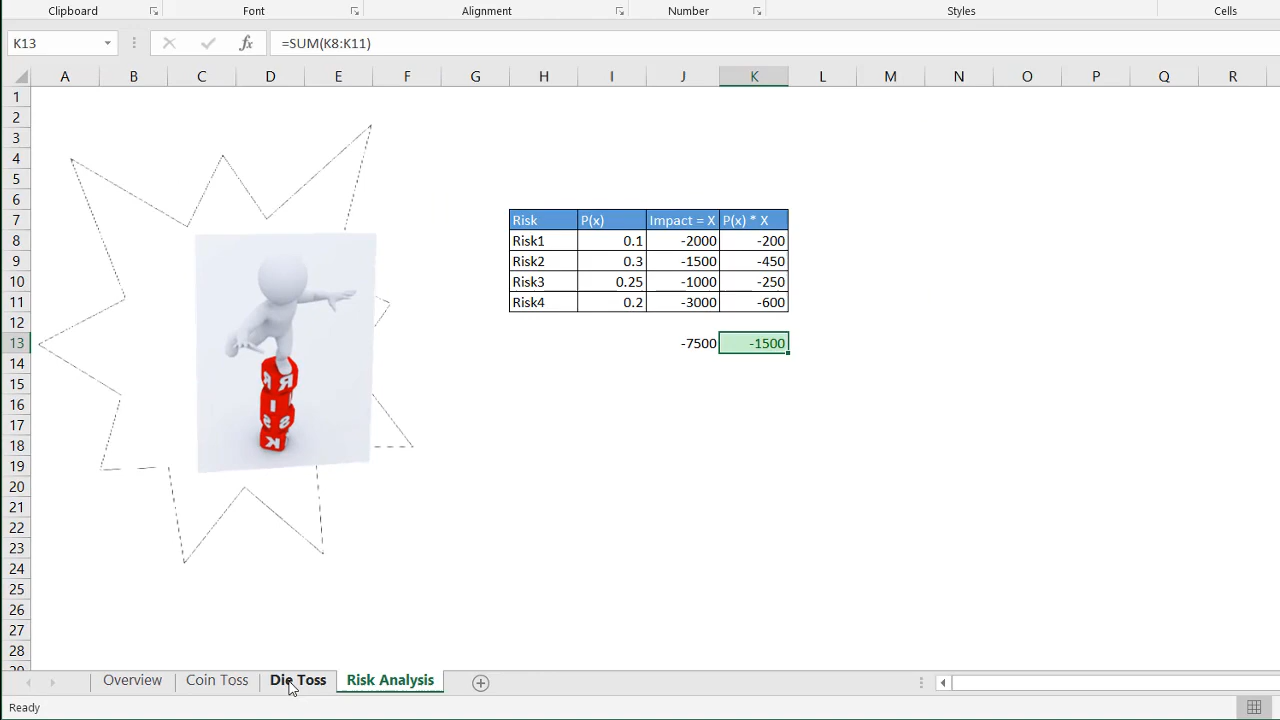 Clipboard Font Alignment Number Styles Cells
K13 fx =SUM(K8:K11)
A B C D E F G H I J K L M N O P Q R
1
2
3
4
5
6
7 Risk P(x) Impact = X P(x) * X
8 Risk1 0.1 -2000 -200
9 Risk2 0.3 -1500 -450
10 Risk3 0.25 -1000 -250
11 Risk4 0.2 -3000 -600
12
13 -7500 -1500
14
15
16 R
17 I
18 S
19 K
20
21
22
23
24
25
26
27
28
29
Overview Coin Toss Die Toss Risk Analysis
Ready